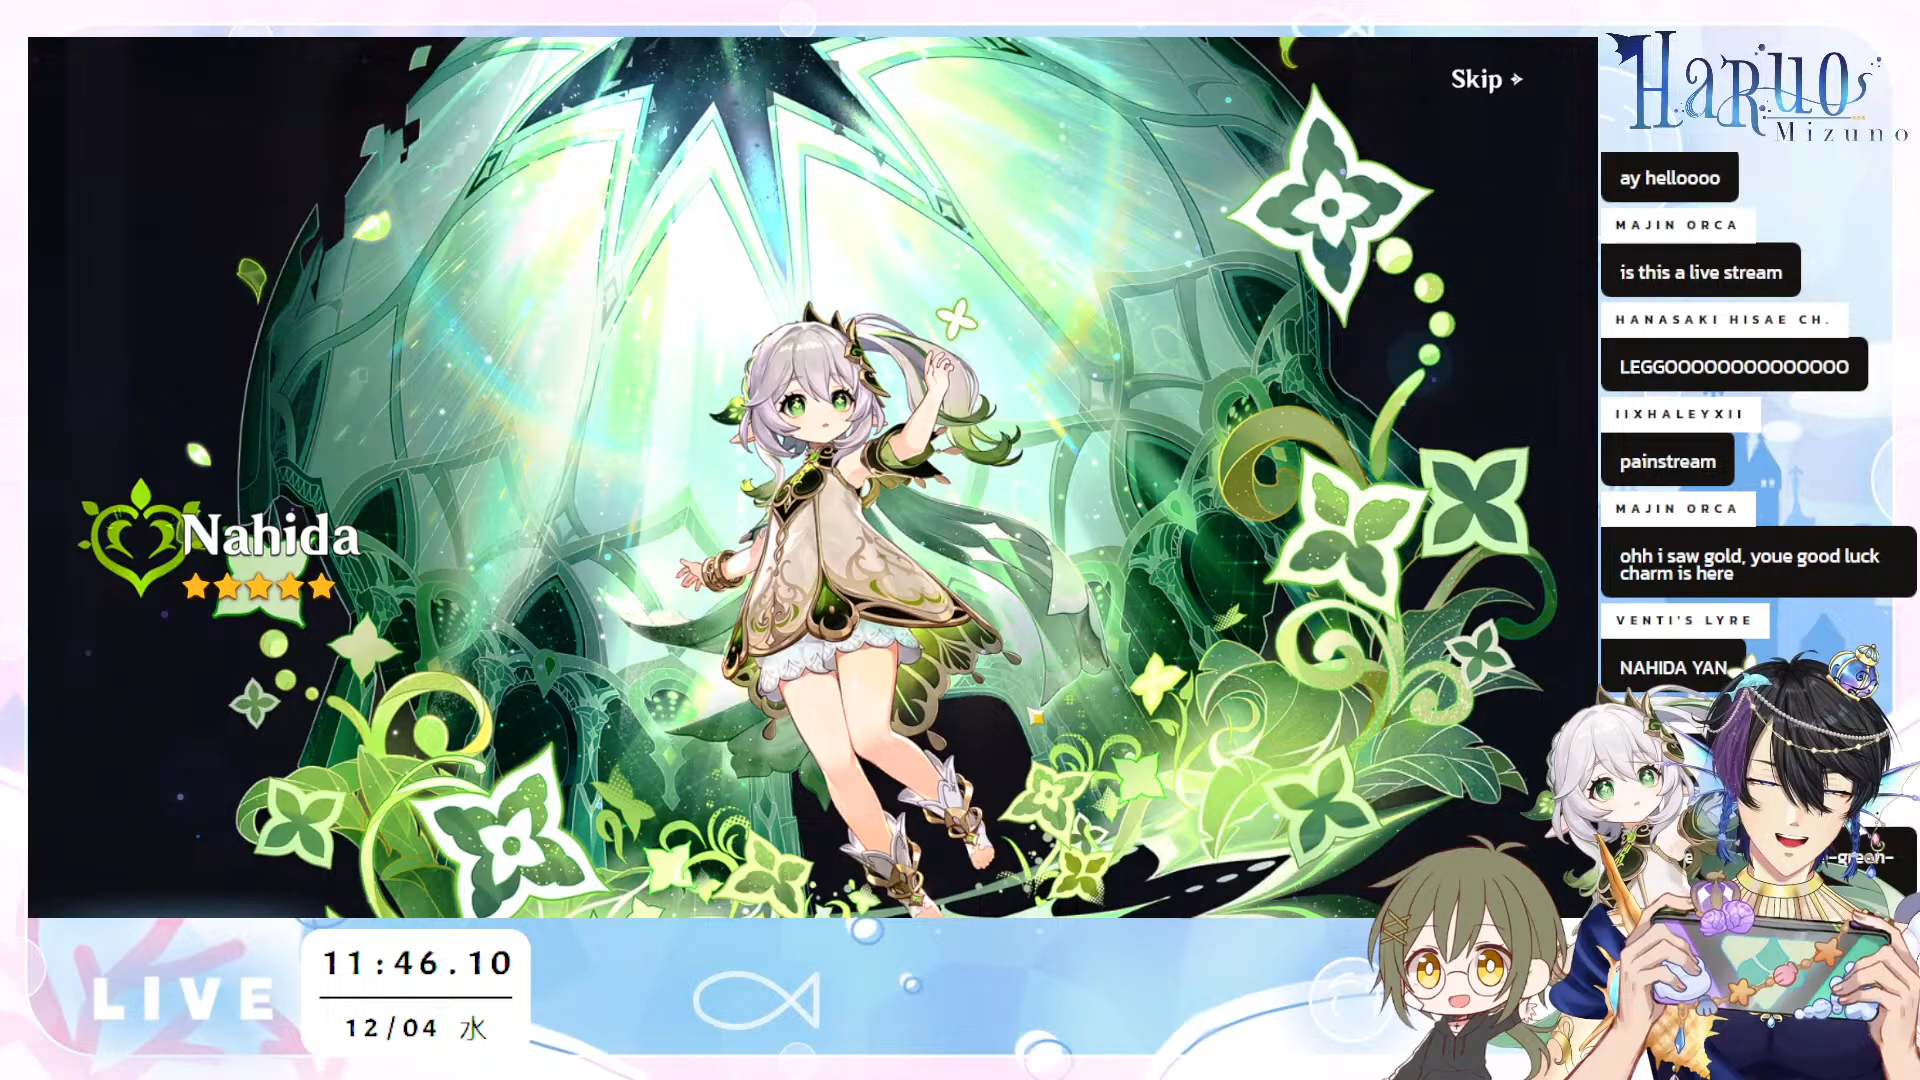 Skip
Haruo
Mizuno
ay helloooo
MAJIN ORCA
is this a live stream
HANASAKI HISAE CH.
LEGGOOOOOOOOOOOOOO
IIXHALEYXII
painstream
MAJIN ORCA
ohh i saw gold, youe good luck
charm is here
VENTI'S LYRE
NAHIDA YAN
-green-
Nahida
LIVE
11:46.10
12/04 水